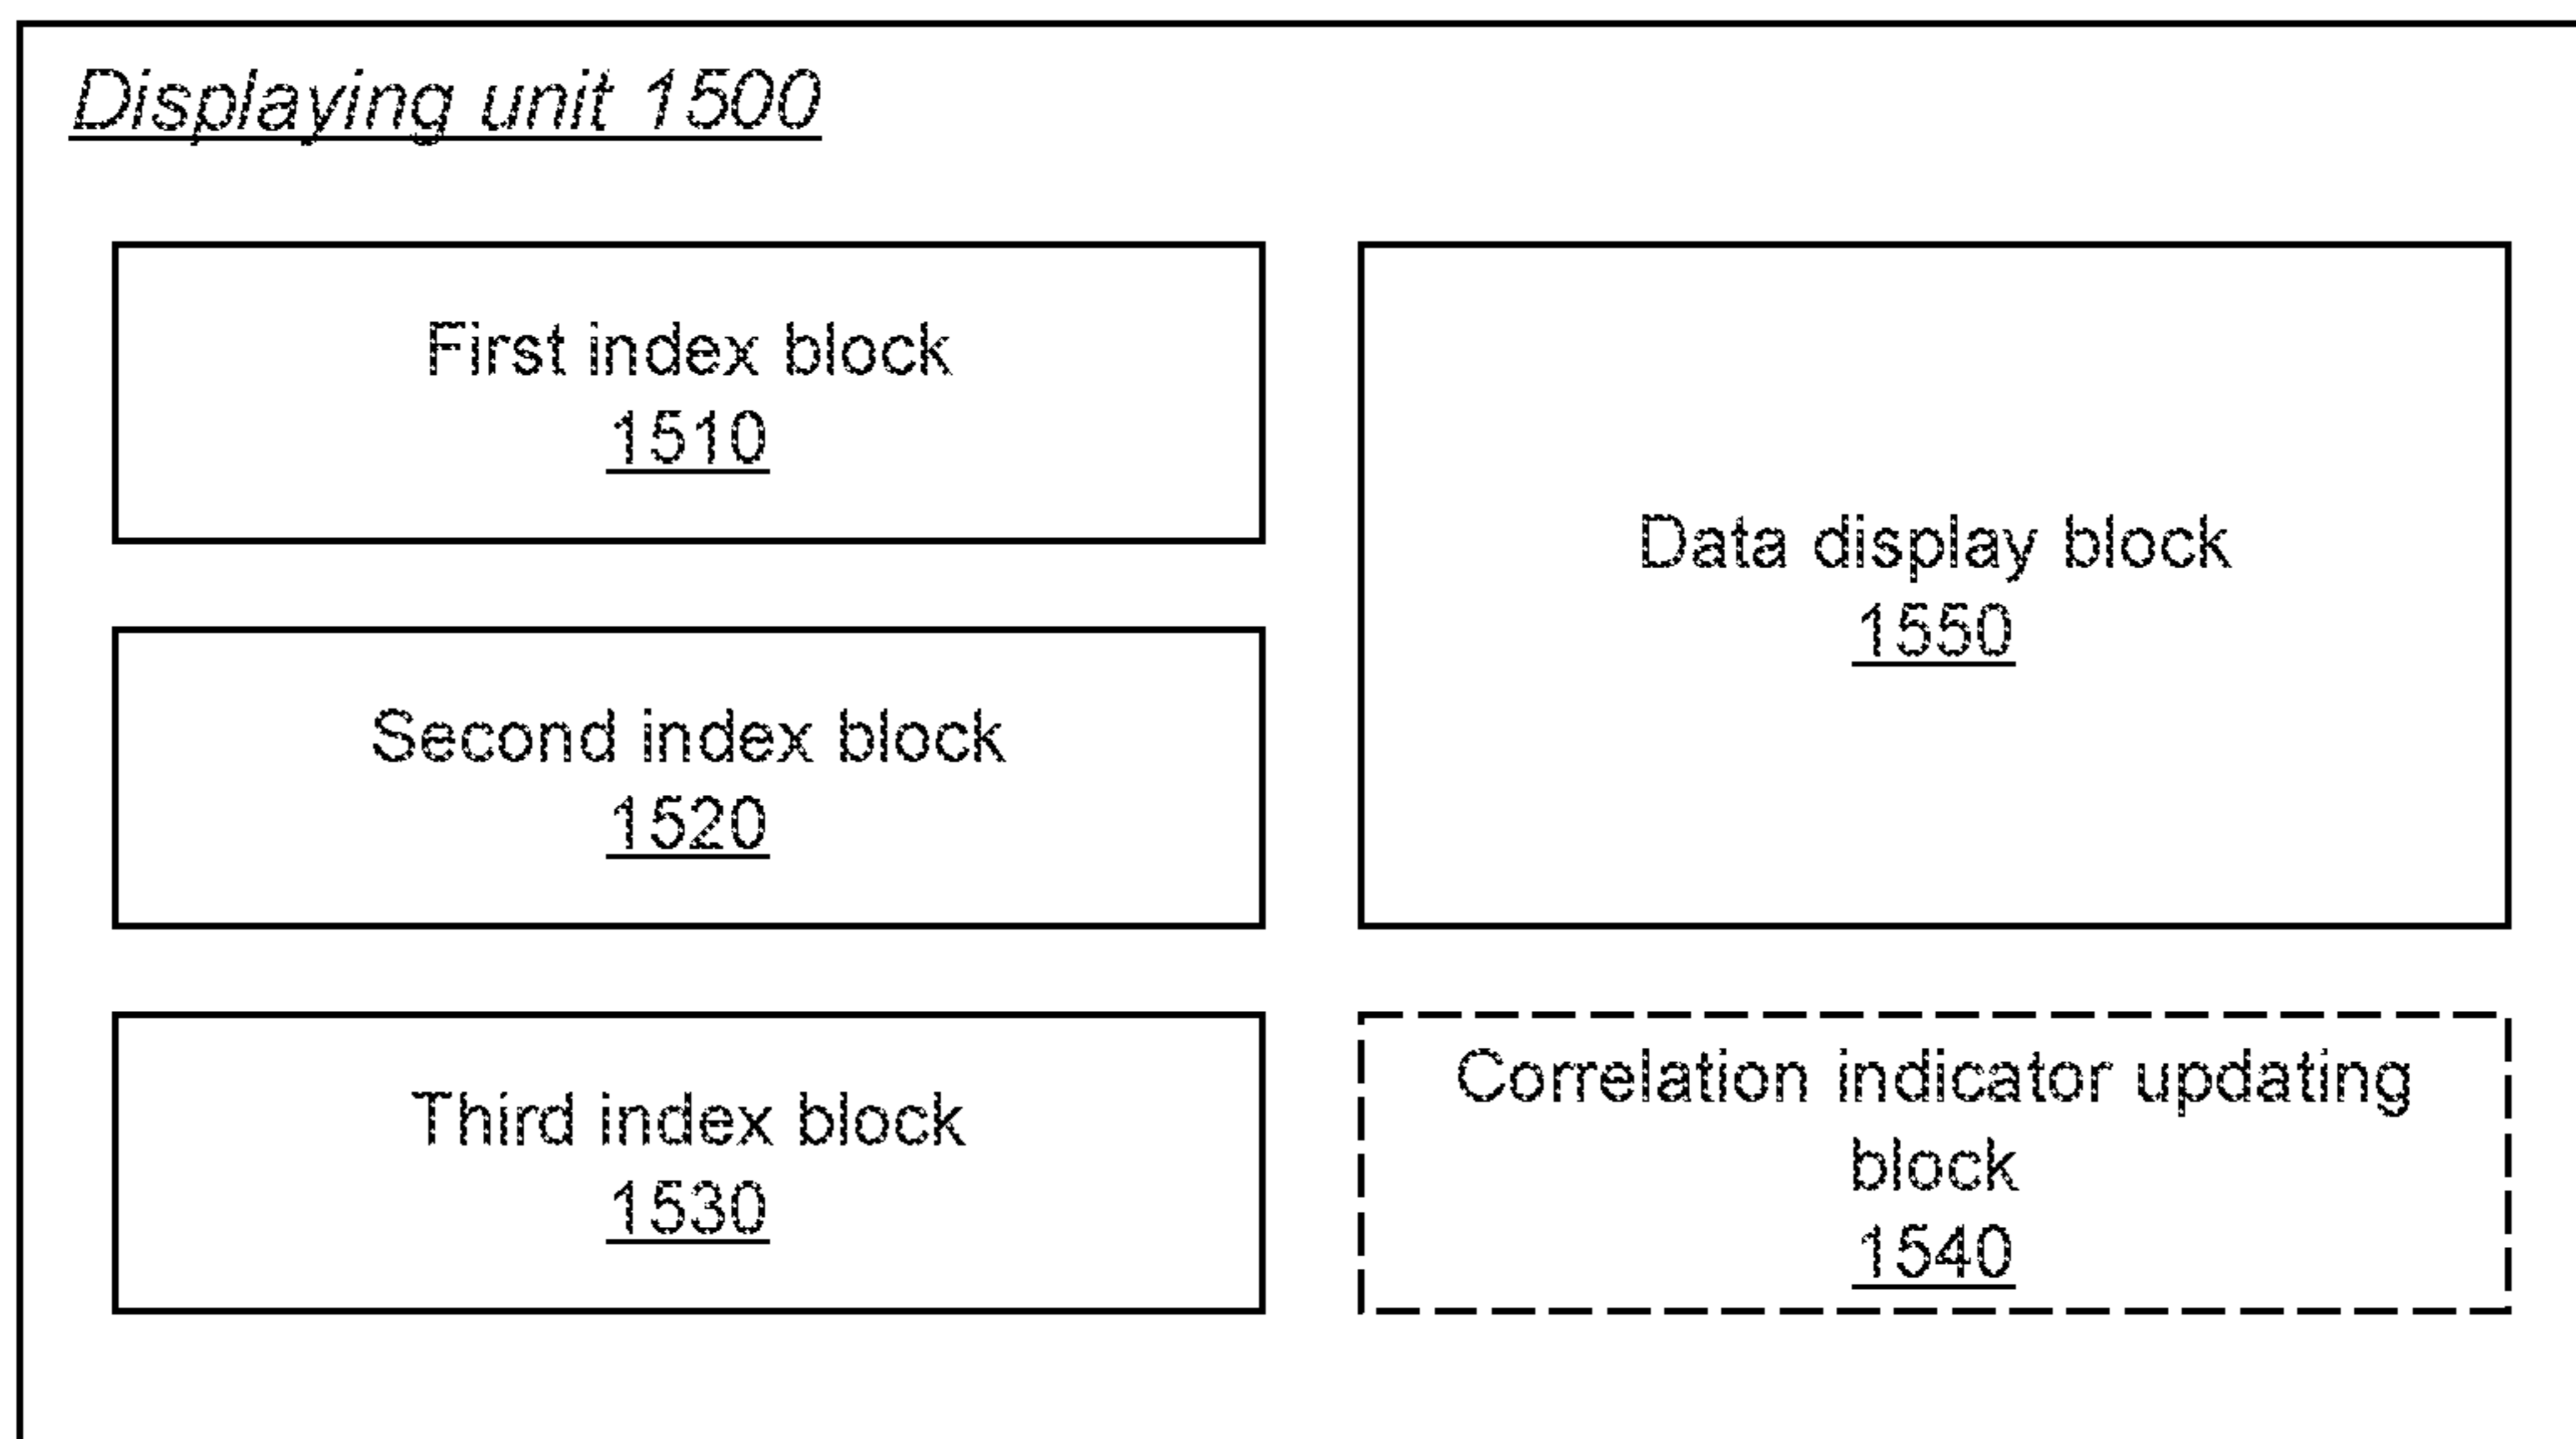 Displaying unit 1500
First index block
1510
Second index block
1520
Third index block
1530
Data display block
1550
Correlation indicator updating
block
1540